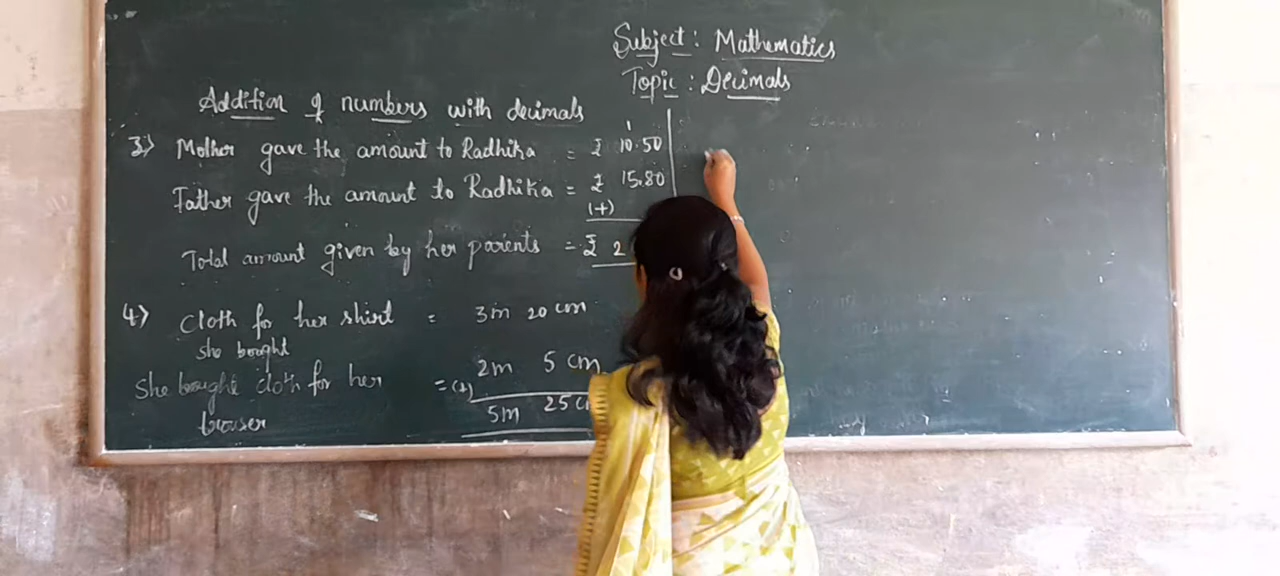 Subject : Mathematics
Topic : Decimals
Addition of numbers with decimals
3) Mother gave the amount to Radhika = ₹ 10.50
1
Father gave the amount to Radhika = ₹ 15.80
(+)
Total amount given by her parents = ₹ 2
4) Cloth for her shirt = 3m 20 cm
she bought
She bought cloth for her = (+) 2m 5 cm
trouser
5m 25